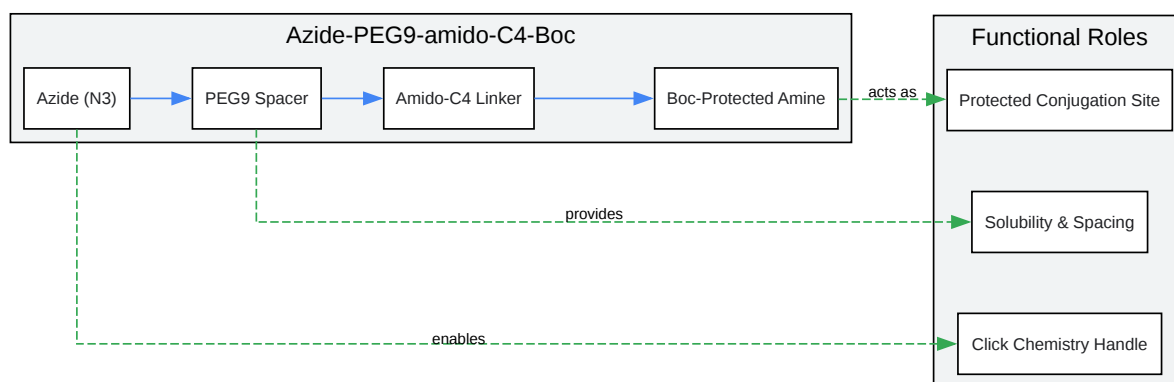 Azide-PEG9-amido-C4-Boc
Azide (N3)
PEG9 Spacer
Amido-C4 Linker
Boc-Protected Amine
acts as
provides
enables
Functional Roles
Protected Conjugation Site
Solubility & Spacing
Click Chemistry Handle